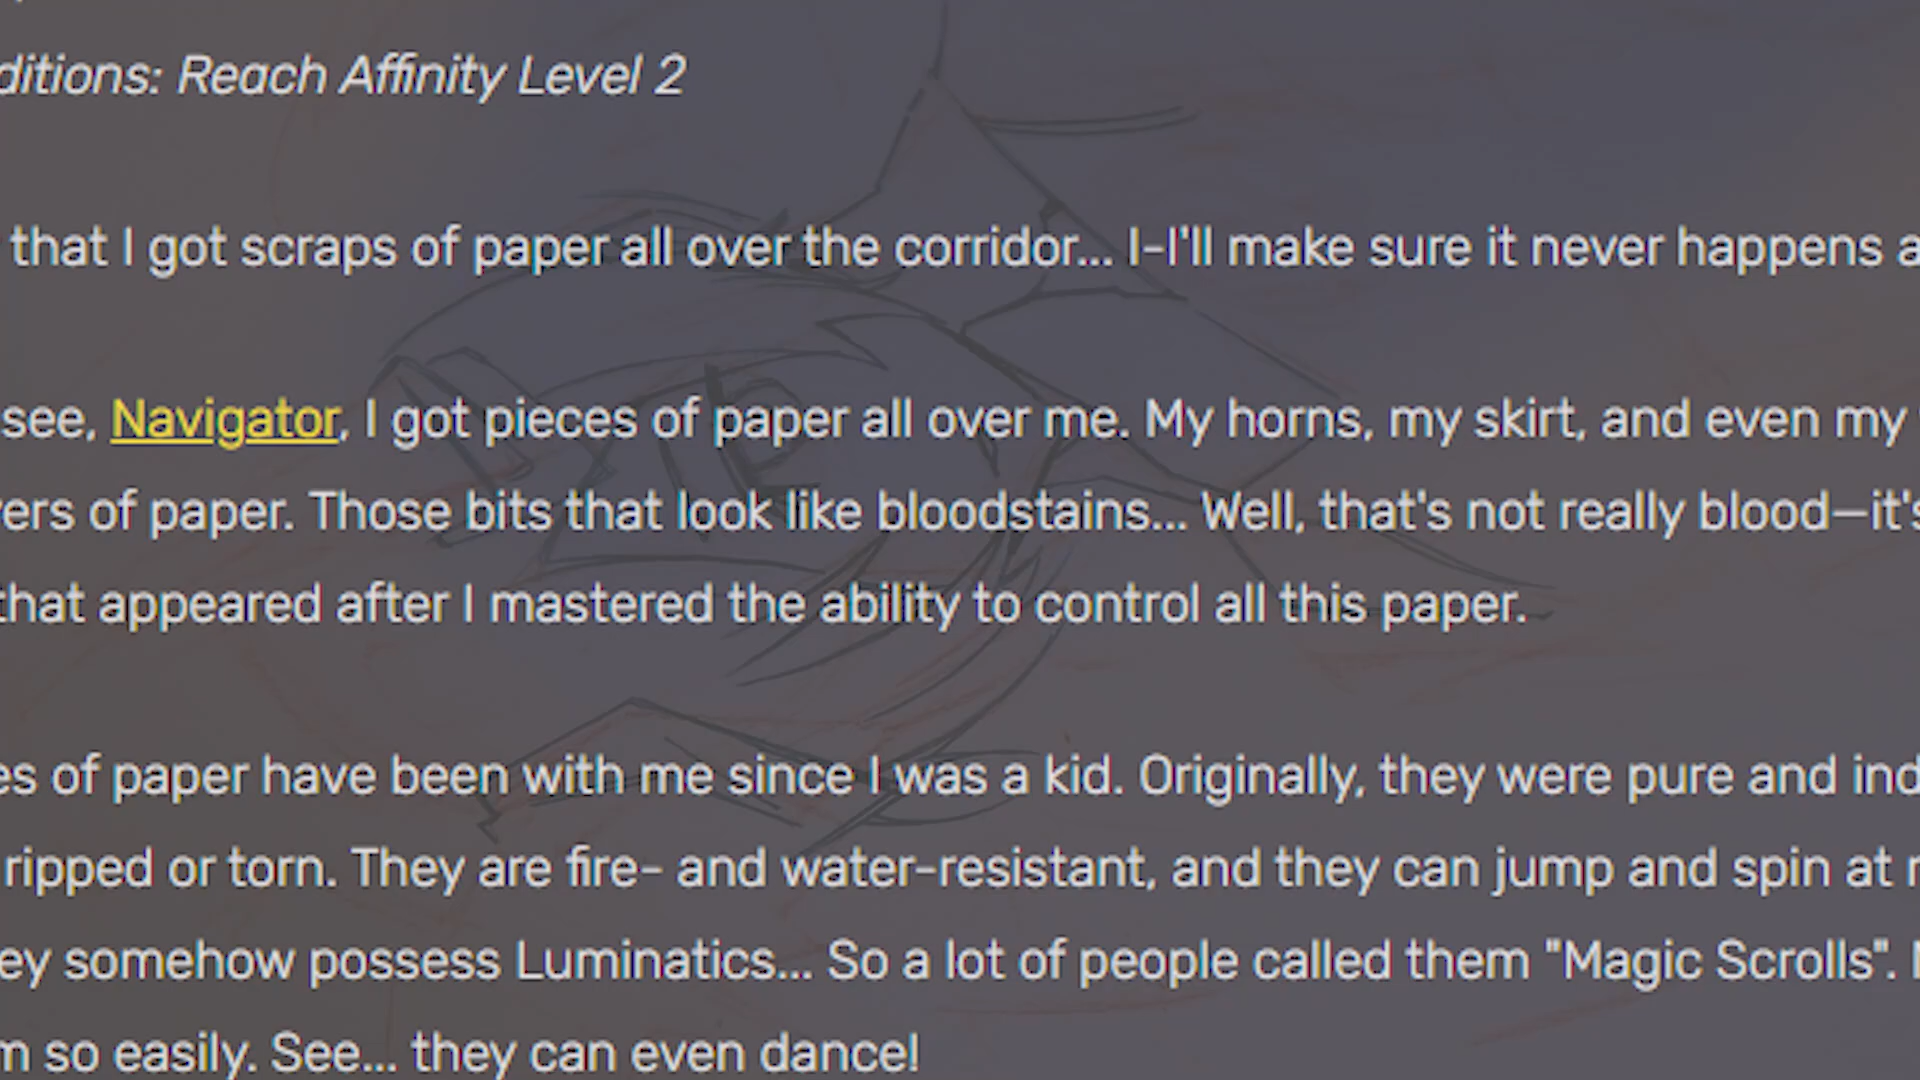 ditions: Reach Affinity Level 2
that I got scraps of paper all over the corridor... I-I'll make sure it never happens a
see, Navigator, I got pieces of paper all over me. My horns, my skirt, and even my
ers of paper. Those bits that look like bloodstains... Well, that's not really blood—it's
that appeared after I mastered the ability to control all this paper.
es of paper have been with me since I was a kid. Originally, they were pure and ind
ripped or torn. They are fire- and water-resistant, and they can jump and spin at
ey somehow possess Luminatics... So a lot of people called them "Magic Scrolls".
m so easily. See... they can even dance!